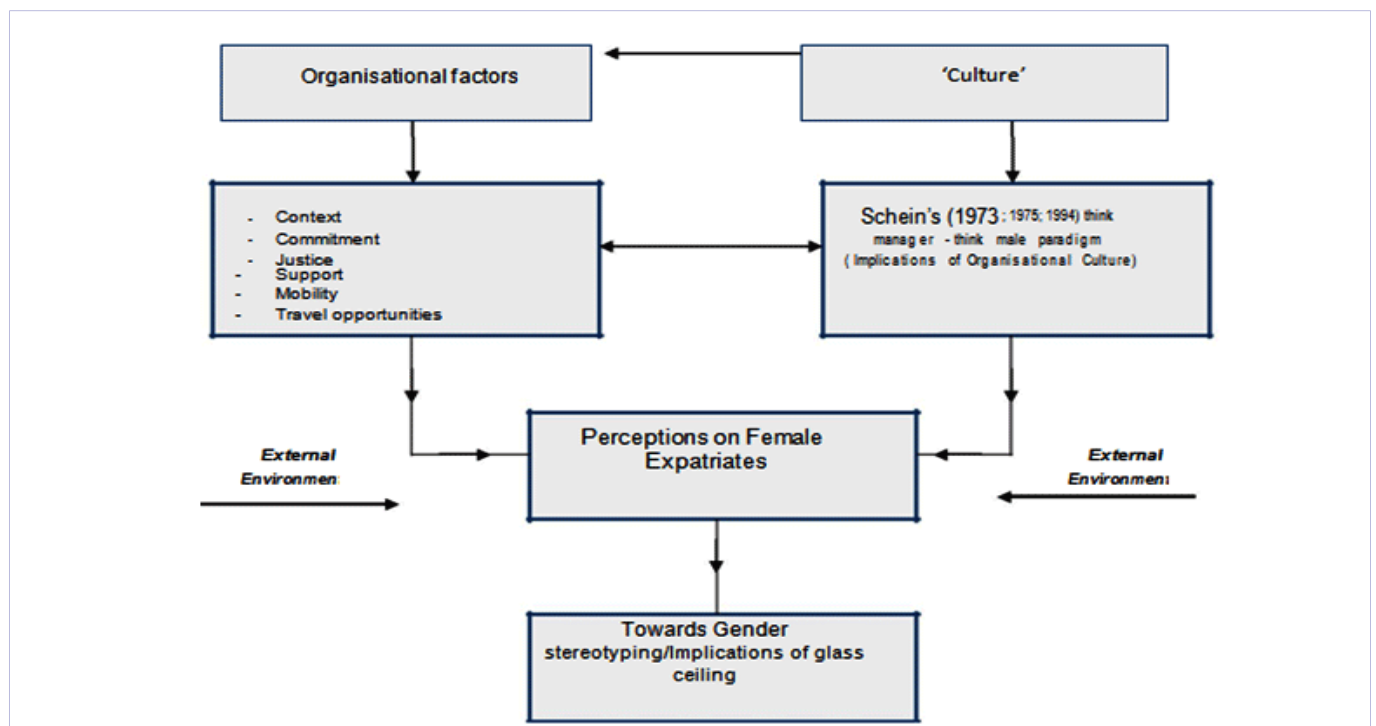 Organisational factors
‘Culture’
- Context
- Commitment
- Justice
- Support
- Mobility
- Travel opportunities
Schein’s (1973 : 1975; 1994) think
manager - think male paradigm
( Implications of Organisational Culture)
Perceptions on Female
Expatriates
External
Environment
External
Environment
Towards Gender
stereotyping/Implications of glass
ceiling